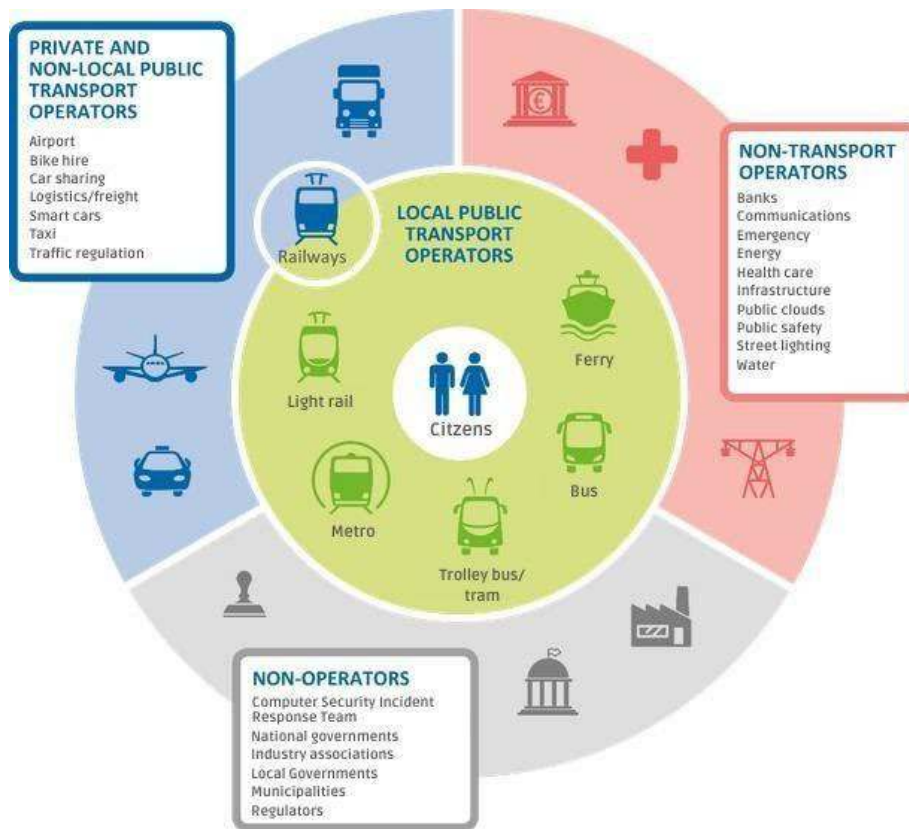 PRIVATE AND
NON-LOCAL PUBLIC
TRANSPORT
OPERATORS
Airport
Bike hire
Car sharing
Logistics/freight
Smart cars
Taxi
Traffic regulation
NON-TRANSPORT
OPERATORS
Banks
Communications
Emergency
Energy
Health care
Infrastructure
Public clouds
Public safety
Street lighting
Water
LOCAL PUBLIC
TRANSPORT
OPERATORS
Railways
Ferry
Light rail
Citzens
Bus
Metro
Trolley bus/
tram
NON-OPERATORS
Computer Security Incident
Response Team
National governments
Industry associations
Local Governments
Municipalities
Regulators